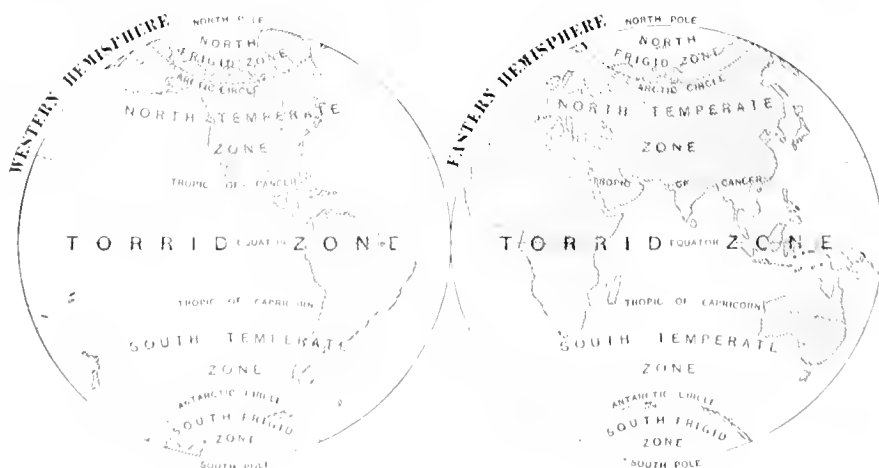 WESTERN HEMISPHERE
NORTH POLE
NORTH
FRIGID ZONE
ARCTIC CIRCLE
NORTH TEMPERATE
ZONE
TROPIC OF CANCER
TORRID EQUATOR ZONE
TROPIC OF CAPRICORN
SOUTH TEMPERATE
ZONE
ANTARCTIC CIRCLE
SOUTH FRIGID
ZONE
SOUTH POLE
EASTERN HEMISPHERE
NORTH POLE
NORTH
FRIGID ZONE
ARCTIC CIRCLE
NORTH TEMPERATE
ZONE
TROPIC OF CANCER
TORRID EQUATOR ZONE
TROPIC OF CAPRICORN
SOUTH TEMPERATE
ZONE
ANTARCTIC CIRCLE
SOUTH FRIGID
ZONE
SOUTH POLE